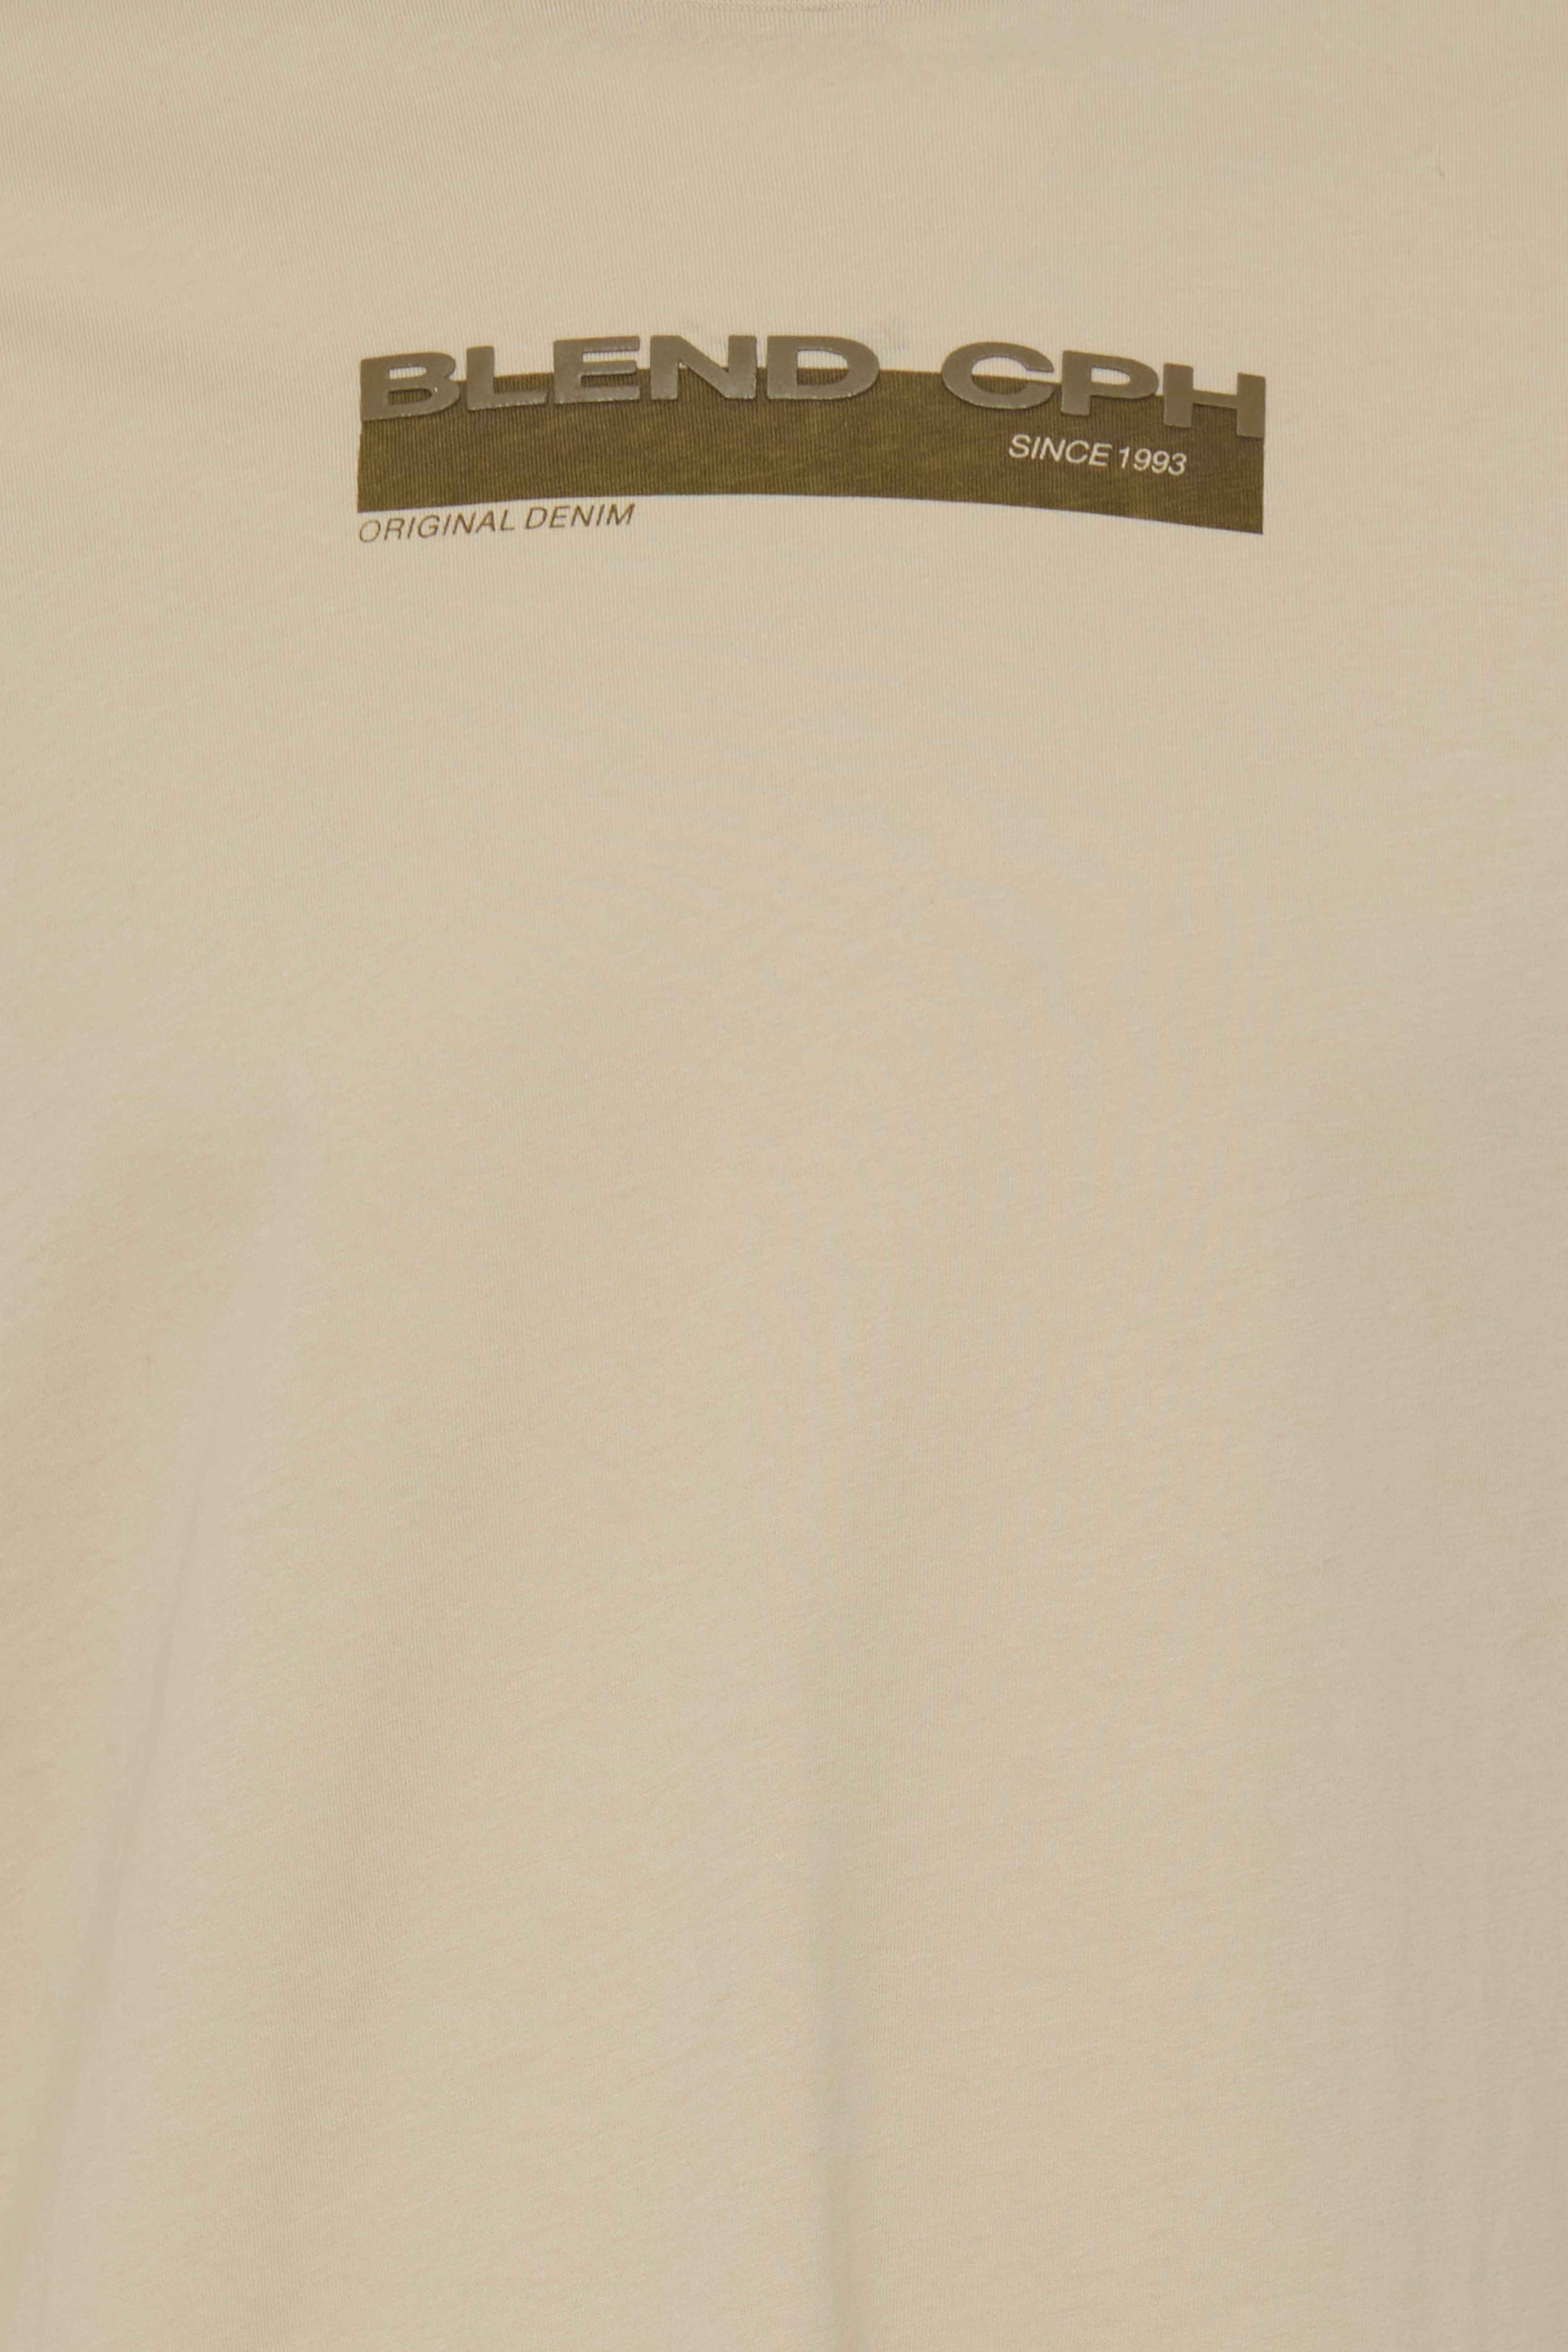 BLEND CPH
SINCE 1993
ORIGINAL DENIM